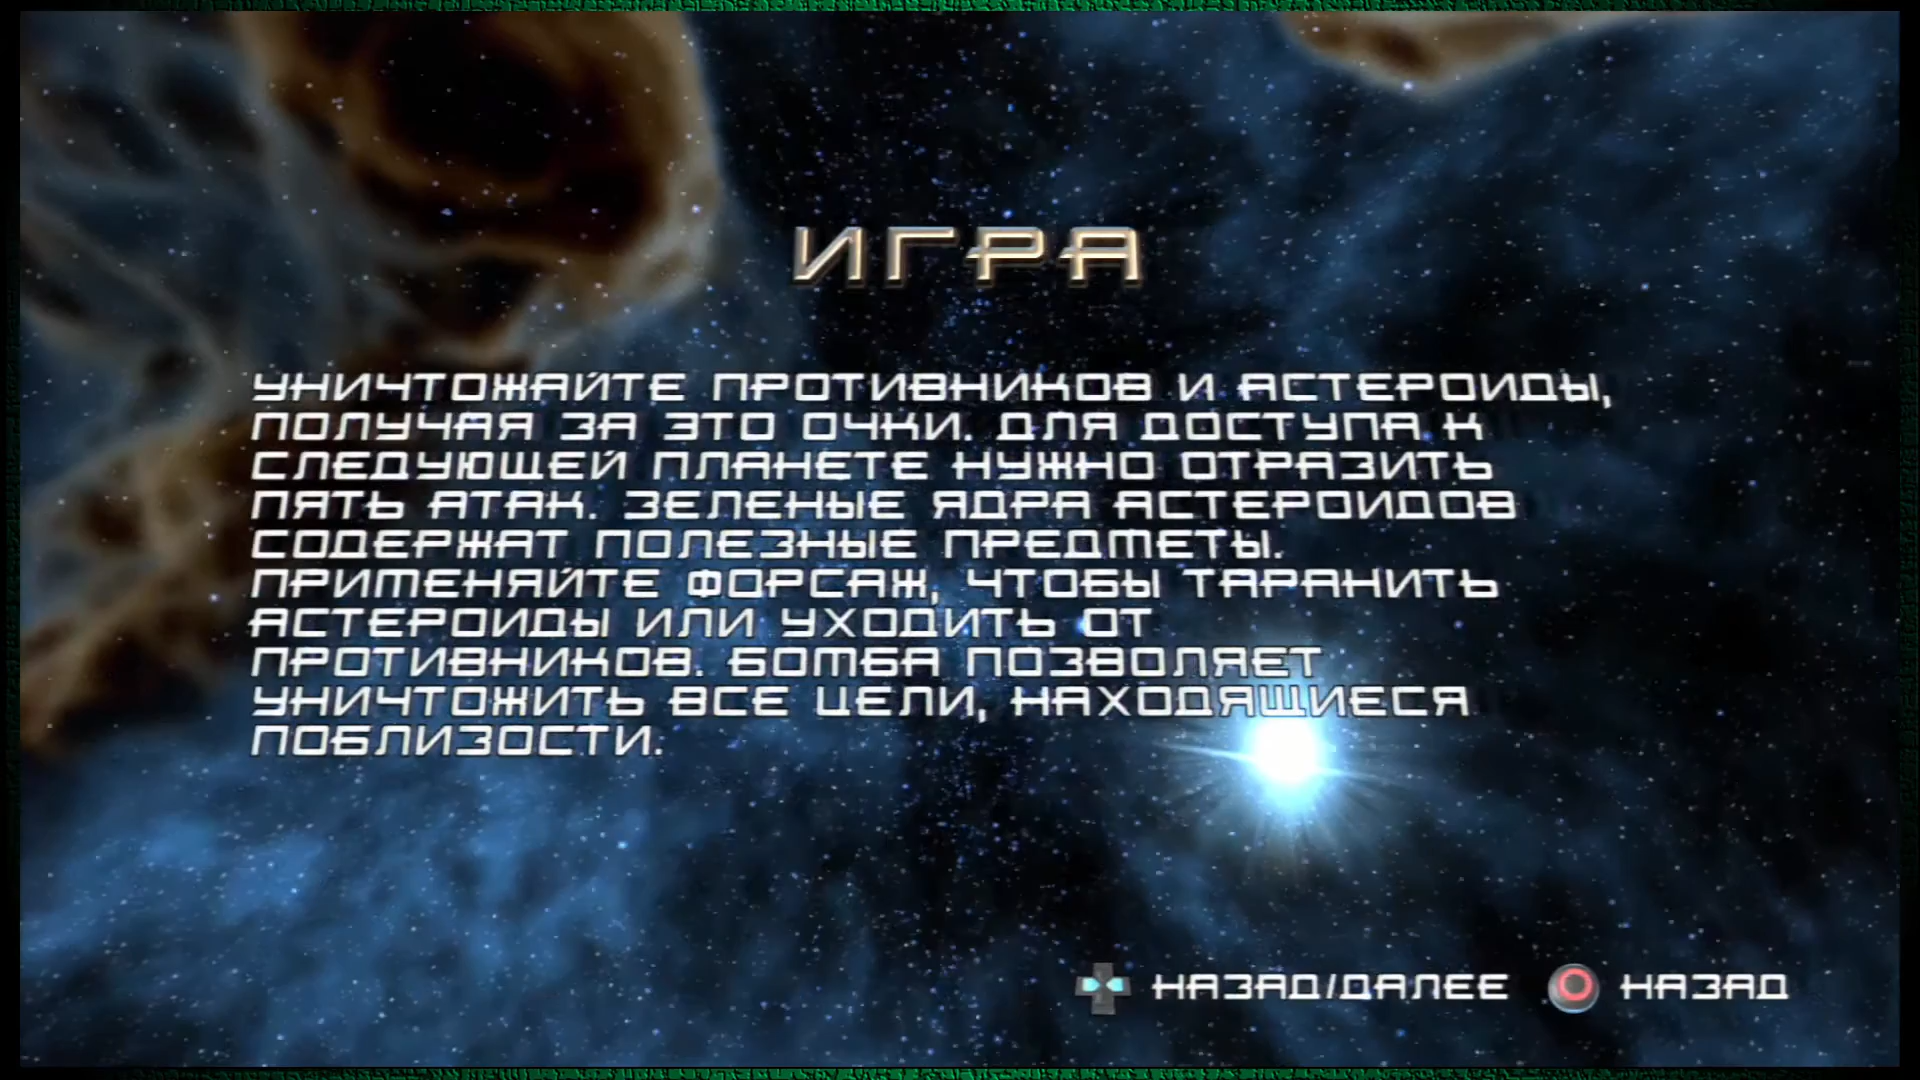 ИГРА
УНИЧТОЖАЙТЕ ПРОТИВНИКОВ И АСТЕРОИДЫ,
ПОЛУЧАЯ ЗА ЭТО ОЧКИ. ДЛЯ ДОСТУПА К
СЛЕДУЮЩЕЙ ПЛАНЕТЕ НУЖНО ОТРАЗИТЬ
ПЯТЬ АТАК. ЗЕЛЕНЫЕ ЯДРА АСТЕРОИДОВ
СОДЕРЖАТ ПОЛЕЗНЫЕ ПРЕДМЕТЫ.
ПРИМЕНЯЙТЕ ФОРСАЖ, ЧТОБЫ ТАРАНИТЬ
АСТЕРОИДЫ ИЛИ УХОДИТЬ ОТ
ПРОТИВНИКОВ. БОМБА ПОЗВОЛЯЕТ
УНИЧТОЖИТЬ ВСЕ ЦЕЛИ, НАХОДЯЩИЕСЯ
ПОБЛИЗОСТИ.
НАЗАД/ДАЛЕЕ НАЗАД